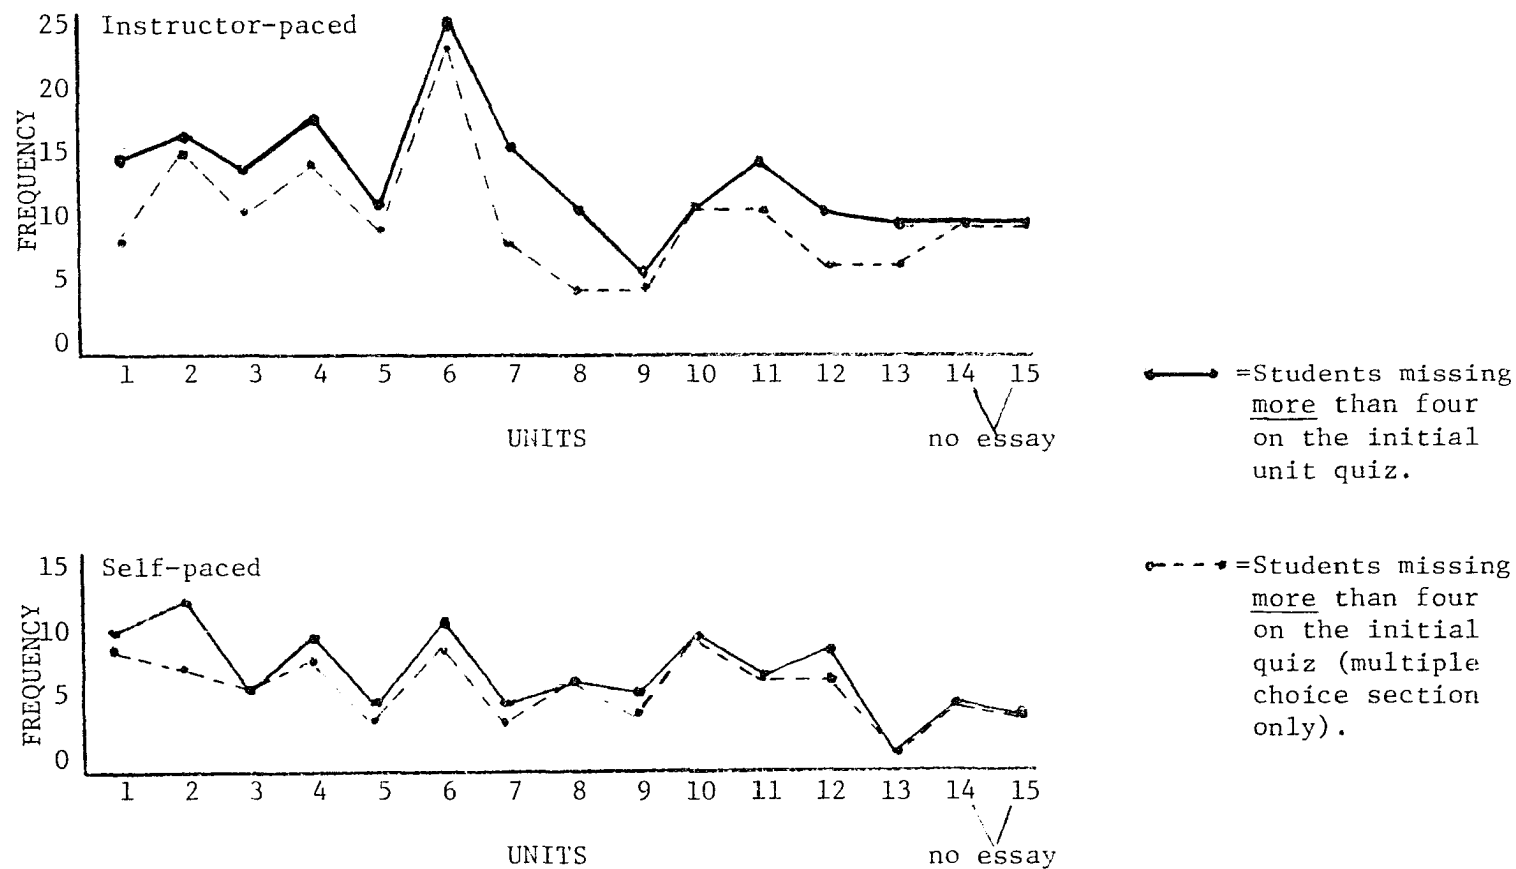 Instructor-paced
25
20
15
10
5
0
FREQUENCY
1 2 3 4 5 6 7 8 9 10 11 12 13 14 15
UNITS
no essay
=Students missing
more than four
on the initial
unit quiz.
Self-paced
15
10
5
0
FREQUENCY
1 2 3 4 5 6 7 8 9 10 11 12 13 14 15
UNITS
no essay
=Students missing
more than four
on the initial
quiz (multiple
choice section
only).